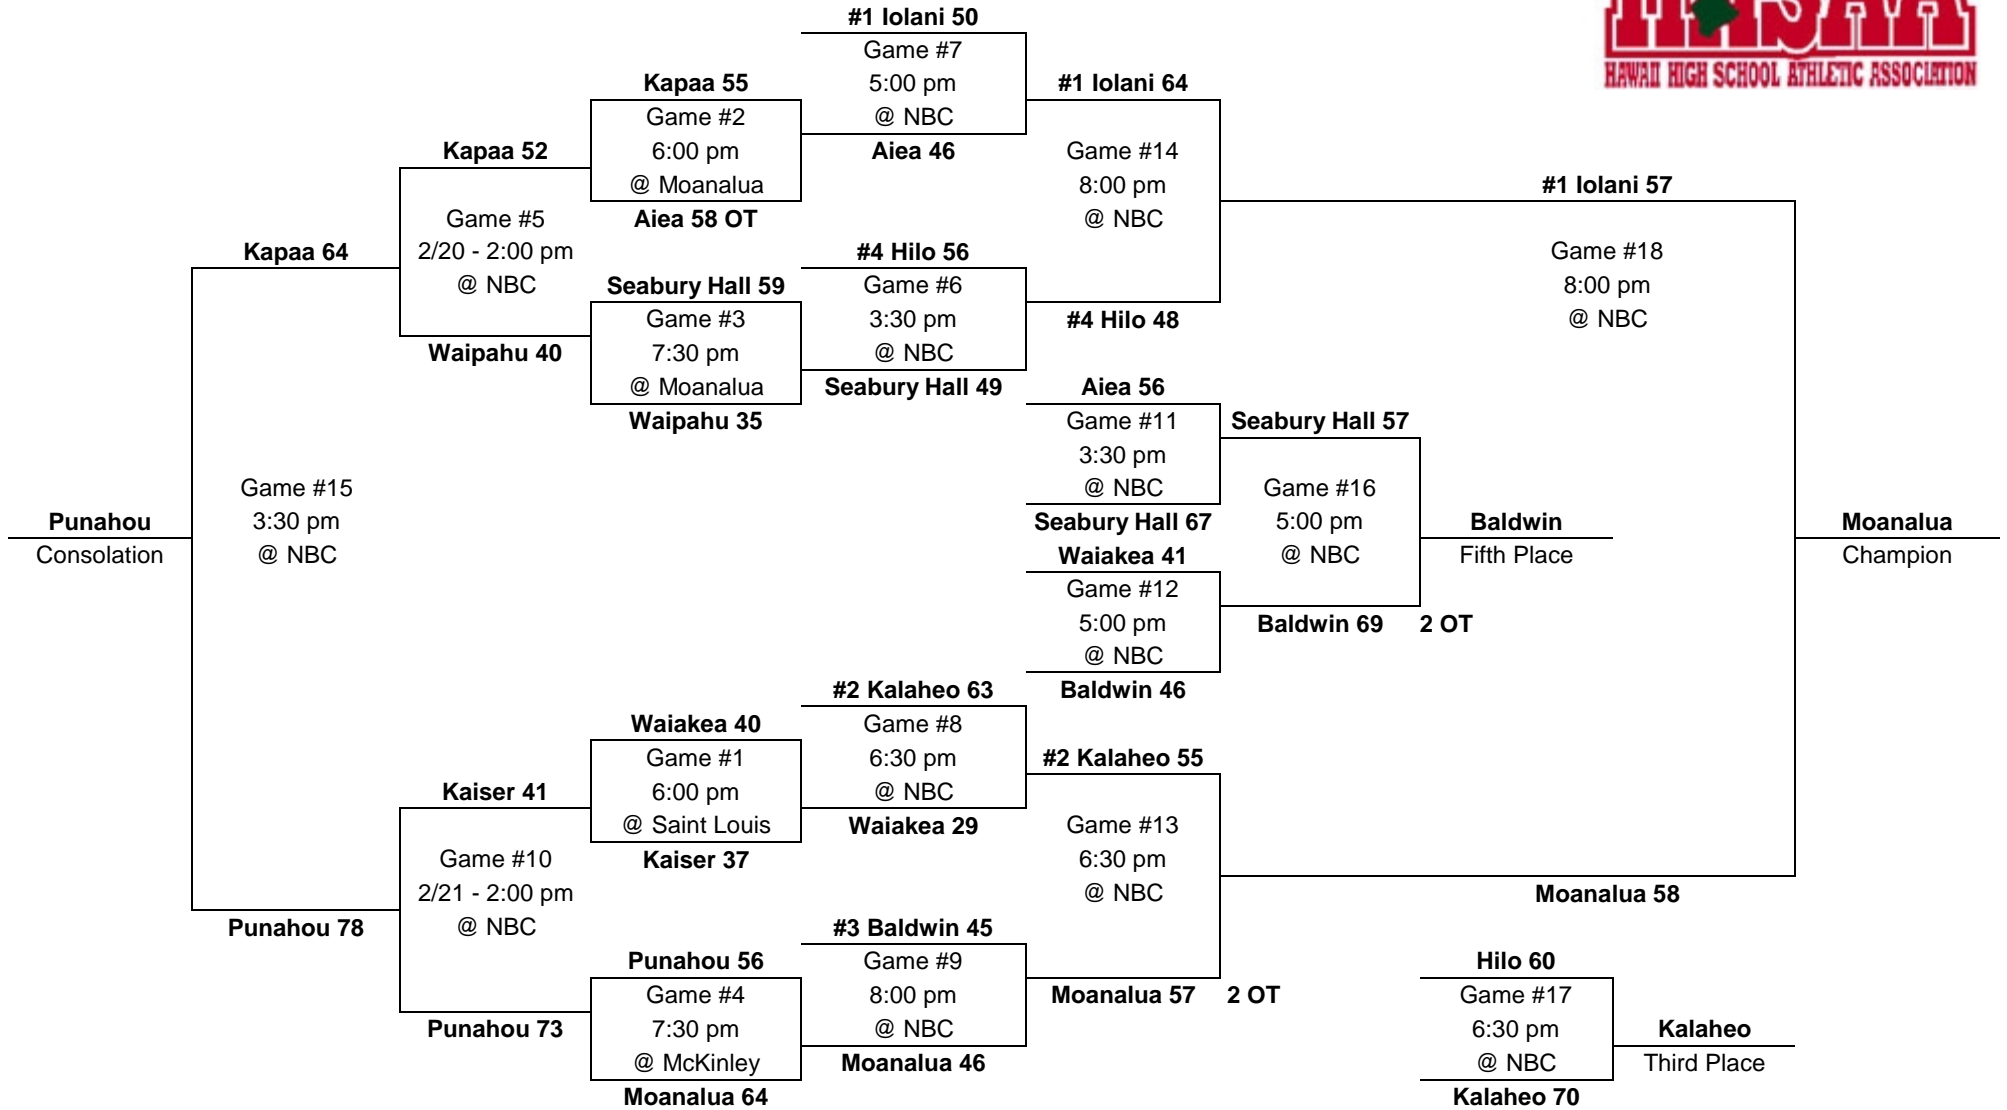 #1 Iolani 50
Game #7
5:00 pm
@ NBC
Aiea 46
HHSAA
HAWAII HIGH SCHOOL ATHLETIC ASSOCIATION
Kapaa 55
Game #2
6:00 pm
@ Moanalua
Aiea 58 OT
#1 Iolani 64
Game #14
8:00 pm
@ NBC
#4 Hilo 48
Kapaa 52
Game #5
2/20 - 2:00 pm
@ NBC
Waipahu 40
#1 Iolani 57
Game #18
8:00 pm
@ NBC
Kapaa 64
#4 Hilo 56
Game #6
3:30 pm
@ NBC
Seabury Hall 49
Seabury Hall 59
Game #3
7:30 pm
@ Moanalua
Waipahu 35
Aiea 56
Game #11
3:30 pm
@ NBC
Seabury Hall 67
Seabury Hall 57
Game #16
5:00 pm
@ NBC
Baldwin 69 2 OT
Game #15
3:30 pm
@ NBC
Punahou
Consolation
Baldwin
Fifth Place
Moanalua
Champion
Waiakea 41
Game #12
5:00 pm
@ NBC
Baldwin 46
#2 Kalaheo 63
Game #8
6:30 pm
@ NBC
Waiakea 29
Waiakea 40
Game #1
6:00 pm
@ Saint Louis
Kaiser 37
#2 Kalaheo 55
Game #13
6:30 pm
@ NBC
Moanalua 57 2 OT
Kaiser 41
Game #10
2/21 - 2:00 pm
@ NBC
Punahou 73
Moanalua 58
Punahou 78
#3 Baldwin 45
Game #9
8:00 pm
@ NBC
Moanalua 46
Punahou 56
Game #4
7:30 pm
@ McKinley
Moanalua 64
Hilo 60
Game #17
6:30 pm
@ NBC
Kalaheo 70
Kalaheo
Third Place